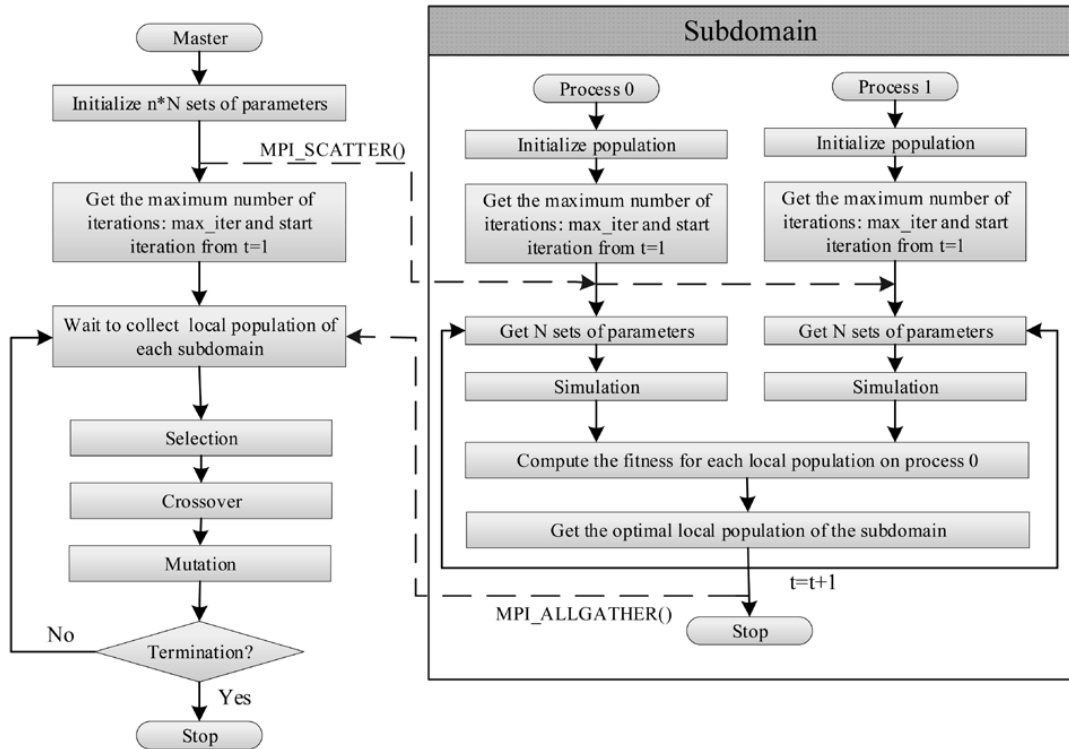 Master
Initialize n*N sets of parameters
MPI_SCATTER()
Get the maximum number of
iterations: max_iter and start
iteration from t=1
Wait to collect local population of
each subdomain
Selection
Crossover
Mutation
No
Termination?
Yes
Stop
Subdomain
Process 0
Initialize population
Get the maximum number of
iterations: max_iter and start
iteration from t=1
Get N sets of parameters
Simulation
Process 1
Initialize population
Get the maximum number of
iterations: max_iter and start
iteration from t=1
Get N sets of parameters
Simulation
Compute the fitness for each local population on process 0
Get the optimal local population of the subdomain
t=t+1
MPI_ALLGATHER()
Stop